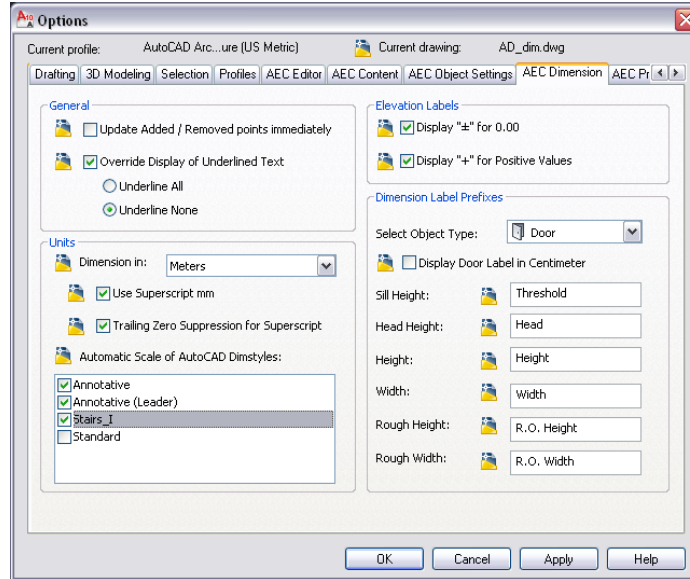 Options
Current profile: AutoCAD Arc...ure (US Metric) Current drawing: AD_dim.dwg
Drafting 3D Modeling Selection Profiles AEC Editor AEC Content AEC Object Settings AEC Dimension AEC Pr
General
Update Added / Removed points immediately
Override Display of Underlined Text
Underline All
Underline None
Units
Dimension in: Meters
Use Superscript mm
Trailing Zero Suppression for Superscript
Automatic Scale of AutoCAD Dimstyles:
Annotative
Annotative (Leader)
Stairs_I
Standard
Elevation Labels
Display "±" for 0.00
Display "+" for Positive Values
Dimension Label Prefixes
Select Object Type: Door
Display Door Label in Centimeter
Sill Height: Threshold
Head Height: Head
Height: Height
Width: Width
Rough Height: R.O. Height
Rough Width: R.O. Width
OK Cancel Apply Help